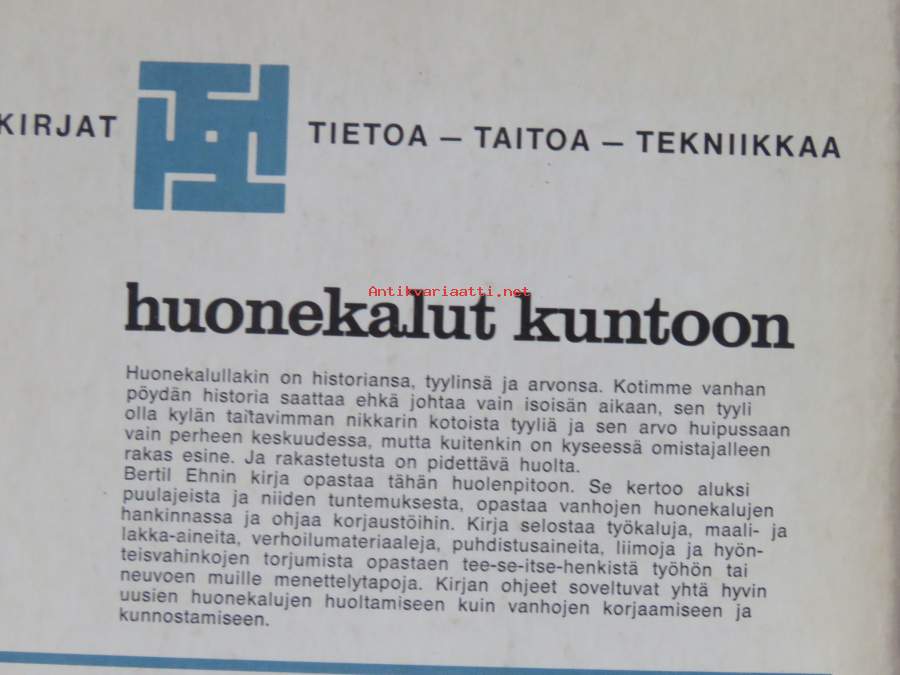 KIRJAT
TIETOA – TAITOA – TEKNIIKKAA
Antikvariaatti.net
huonekalut kuntoon
Huonekalullakin on historiansa, tyylinsä ja arvonsa. Kotimme vanhan
pöydän historia saattaa ehkä johtaa vain isoisän aikaan, sen tyyli
olla kylän taitavimman nikkarin kotoista tyyliä ja sen arvo huipussaan
vain perheen keskuudessa, mutta kuitenkin on kyseessä omistajalleen
rakas esine. Ja rakastetusta on pidettävä huolta.
Bertil Ehnin kirja opastaa tähän huolenpitoon. Se kertoo aluksi
puulajeista ja niiden tuntemuksesta, opastaa vanhojen huonekalujen
hankinnassa ja ohjaa korjaustöihin. Kirja selostaa työkaluja, maali- ja
lakka-aineita, verhoilumateriaaleja, puhdistusaineita, liimoja ja hyön-
teisvahinkojen torjumista opastaen tee-se-itse-henkistä työhön tai
neuvoen muille menettelytapoja. Kirjan ohjeet soveltuvat yhtä hyvin
uusien huonekalujen huoltamiseen kuin vanhojen korjaamiseen ja
kunnostamiseen.